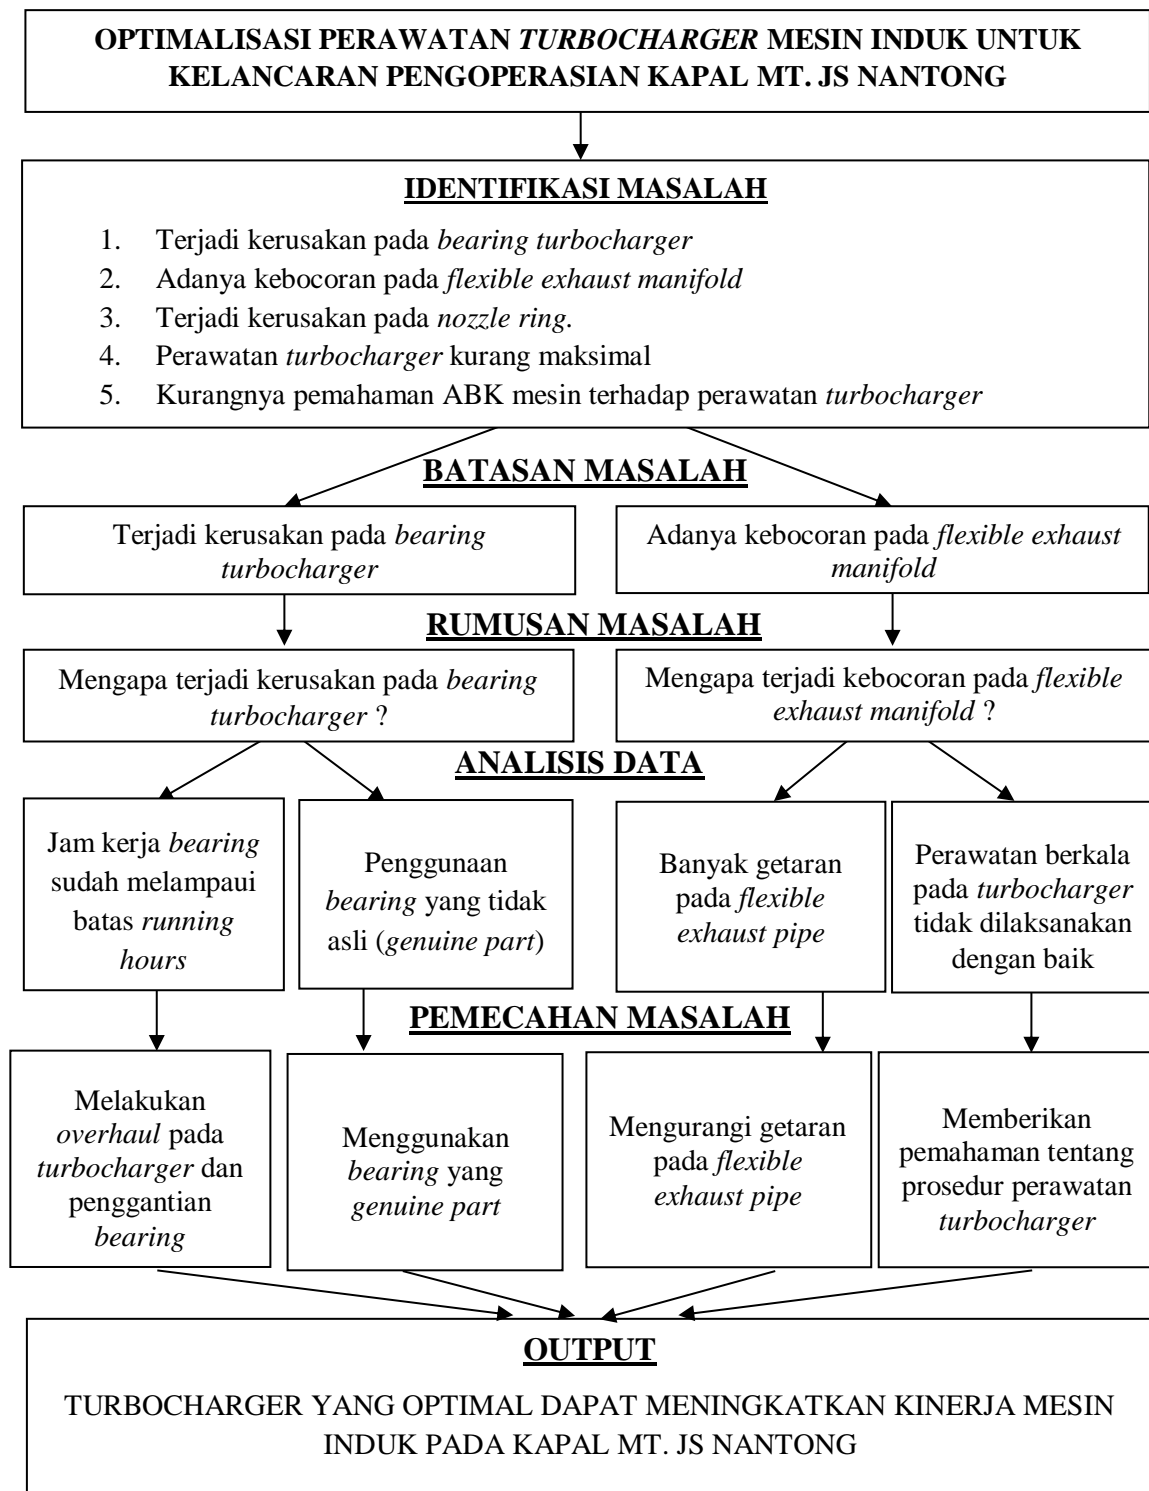 OPTIMALISASI PERAWATAN TURBOCHARGER MESIN INDUK UNTUK
KELANCARAN PENGOPERASIAN KAPAL MT. JS NANTONG
IDENTIFIKASI MASALAH
1. Terjadi kerusakan pada bearing turbocharger
2. Adanya kebocoran pada flexible exhaust manifold
3. Terjadi kerusakan pada nozzle ring.
4. Perawatan turbocharger kurang maksimal
5. Kurangnya pemahaman ABK mesin terhadap perawatan turbocharger
BATASAN MASALAH
Terjadi kerusakan pada bearing
turbocharger
Adanya kebocoran pada flexible exhaust
manifold
RUMUSAN MASALAH
Mengapa terjadi kerusakan pada bearing
turbocharger ?
Mengapa terjadi kebocoran pada flexible
exhaust manifold ?
ANALISIS DATA
Jam kerja bearing
sudah melampaui
batas running
hours
Penggunaan
bearing yang tidak
asli (genuine part)
Banyak getaran
pada flexible
exhaust pipe
Perawatan berkala
pada turbocharger
tidak dilaksanakan
dengan baik
PEMECAHAN MASALAH
Melakukan
overhaul pada
turbocharger dan
penggantian
bearing
Menggunakan
bearing yang
genuine part
Mengurangi getaran
pada flexible
exhaust pipe
Memberikan
pemahaman tentang
prosedur perawatan
turbocharger
OUTPUT
TURBOCHARGER YANG OPTIMAL DAPAT MENINGKATKAN KINERJA MESIN
INDUK PADA KAPAL MT. JS NANTONG